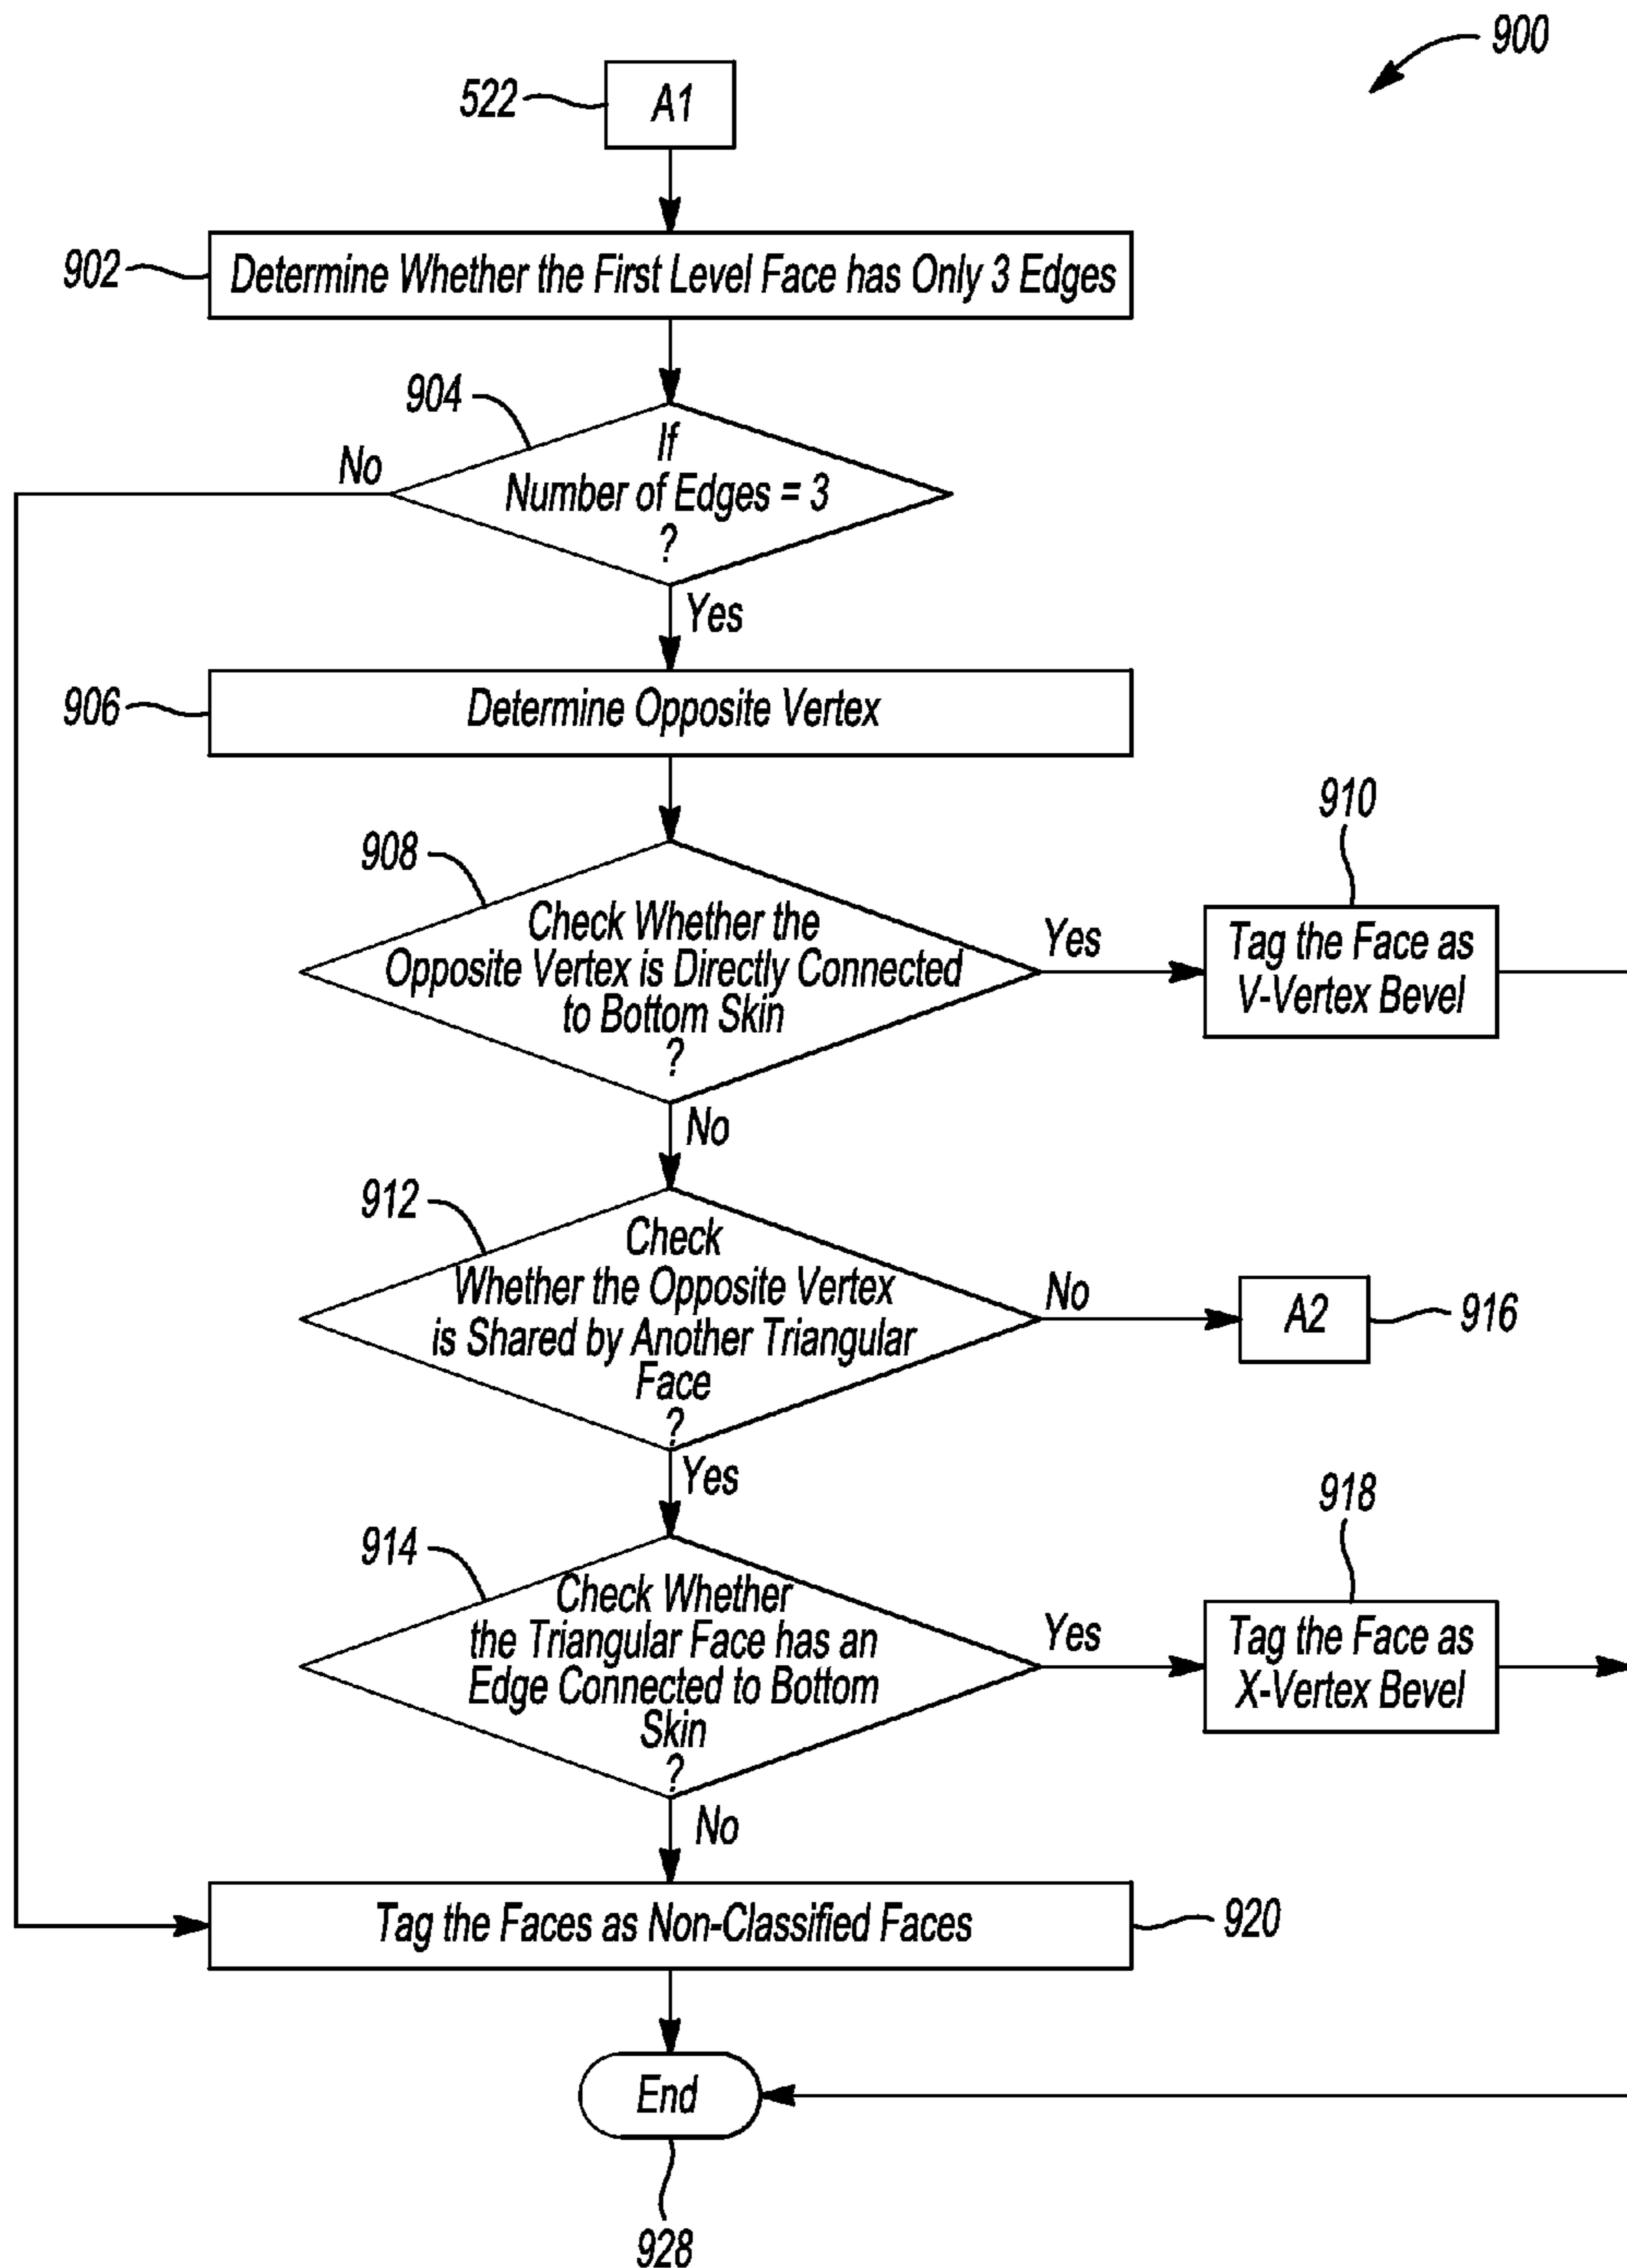 900
522
A1
902
Determine Whether the First Level Face has Only 3 Edges
904
If
No
Number of Edges = 3
?
Yes
906
Determine Opposite Vertex
910
908
Check Whether the
Opposite Vertex is Directly Connected
to Bottom Skin
?
Yes
Tag the Face as
V-Vertex Bevel
No
912
Check
Whether the Opposite Vertex
is Shared by Another Triangular
Face
?
No
A2
916
Yes
918
914
Check Whether
the Triangular Face has an
Edge Connected to Bottom
Skin
?
Yes
Tag the Face as
X-Vertex Bevel
No
Tag the Faces as Non-Classified Faces
920
End
928